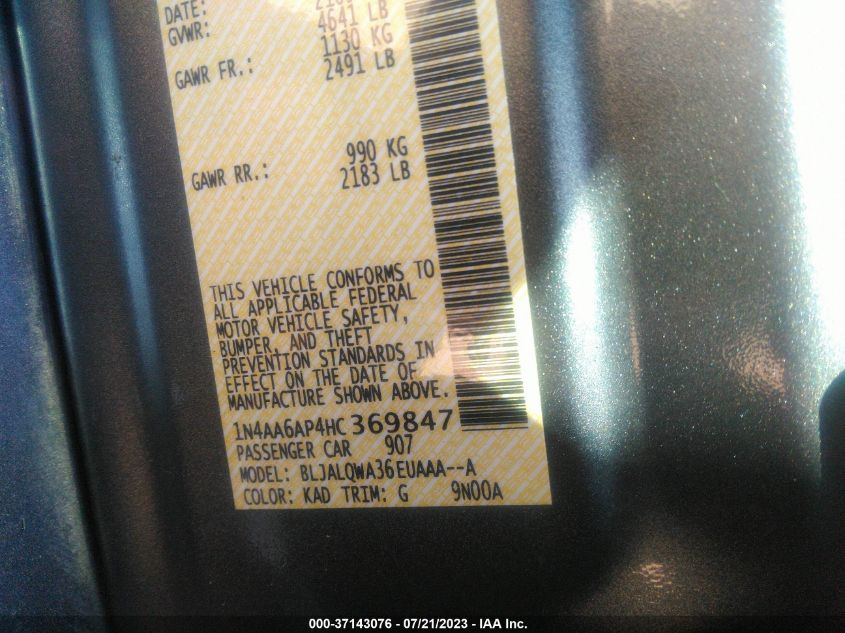 DATE:
GVWR: 4641 LB
1130 KG
GAWR FR.: 2491 LB
990 KG
GAWR RR.: 2183 LB
THIS VEHICLE CONFORMS TO
ALL APPLICABLE FEDERAL
MOTOR VEHICLE SAFETY,
BUMPER, AND THEFT
PREVENTION STANDARDS IN
EFFECT ON THE DATE OF
MANUFACTURE SHOWN ABOVE.
1N4AA6AP4HC369847
PASSENGER CAR 907
MODEL: BLJALQWA36EUAAA--A
COLOR: KAD TRIM: G 9N00A
000-37143076 - 07/21/2023 - IAA Inc.